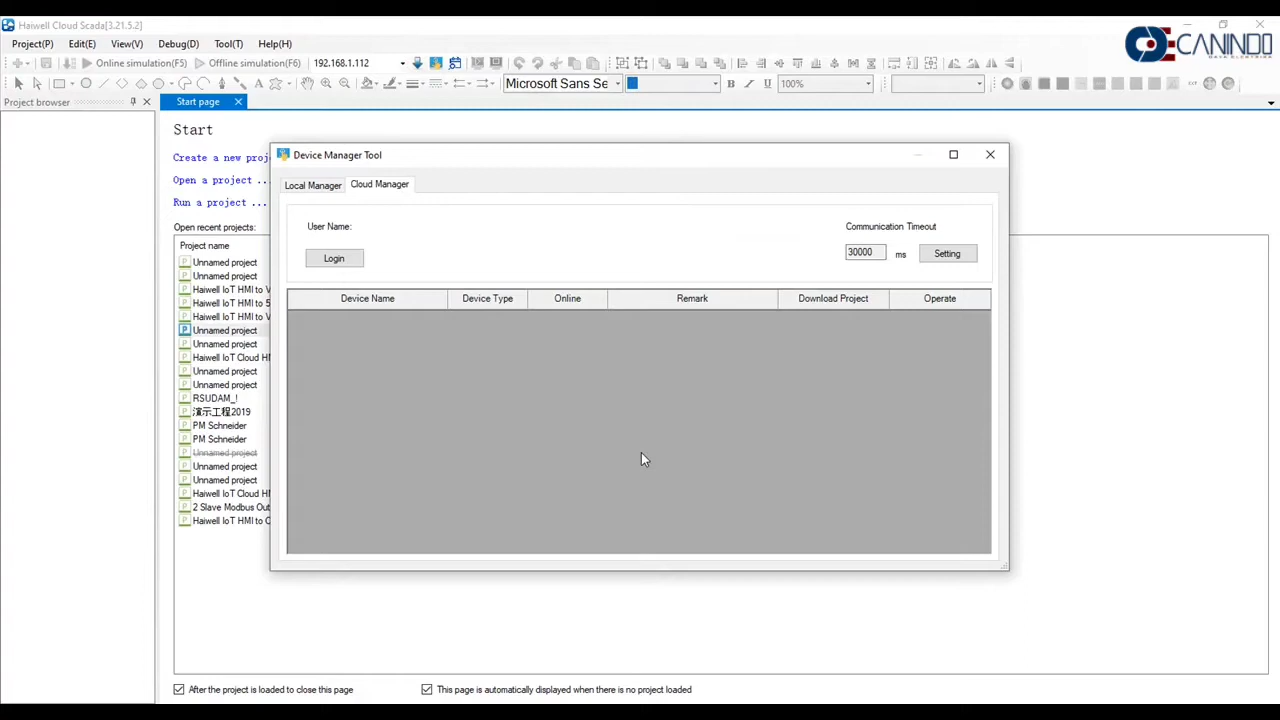 Haiwell Cloud Scada[3.21.5.2]
CANINDO
Project(P) Edit(E) View(V) Debug(D) Tool(T) Help(H)
Online simulation(F5) Offline simulation(F6) 192.168.1.112
Microsoft Sans Se B I U 100%
Project browser
Start page
Start
Create a new proj
Open a project ...
Run a project ...
Open recent projects:
Project name
Unnamed project
Unnamed project
Haiwell IoT HMI to V
Haiwell IoT HMI to 5
Haiwell IoT HMI to V
Unnamed project
Unnamed project
Haiwell IoT Cloud H
Unnamed project
Unnamed project
RSUDAM_!
演示工程2019
PM Schneider
PM Schneider
Unnamed project
Unnamed project
Unnamed project
Haiwell IoT Cloud H
2 Slave Modbus Out
Haiwell IoT HMI to
Device Manager Tool
Local Manager Cloud Manager
User Name:
Login
Communication Timeout
30000 ms Setting
Device Name Device Type Online Remark Download Project Operate
After the project is loaded to close this page
This page is automatically displayed when there is no project loaded